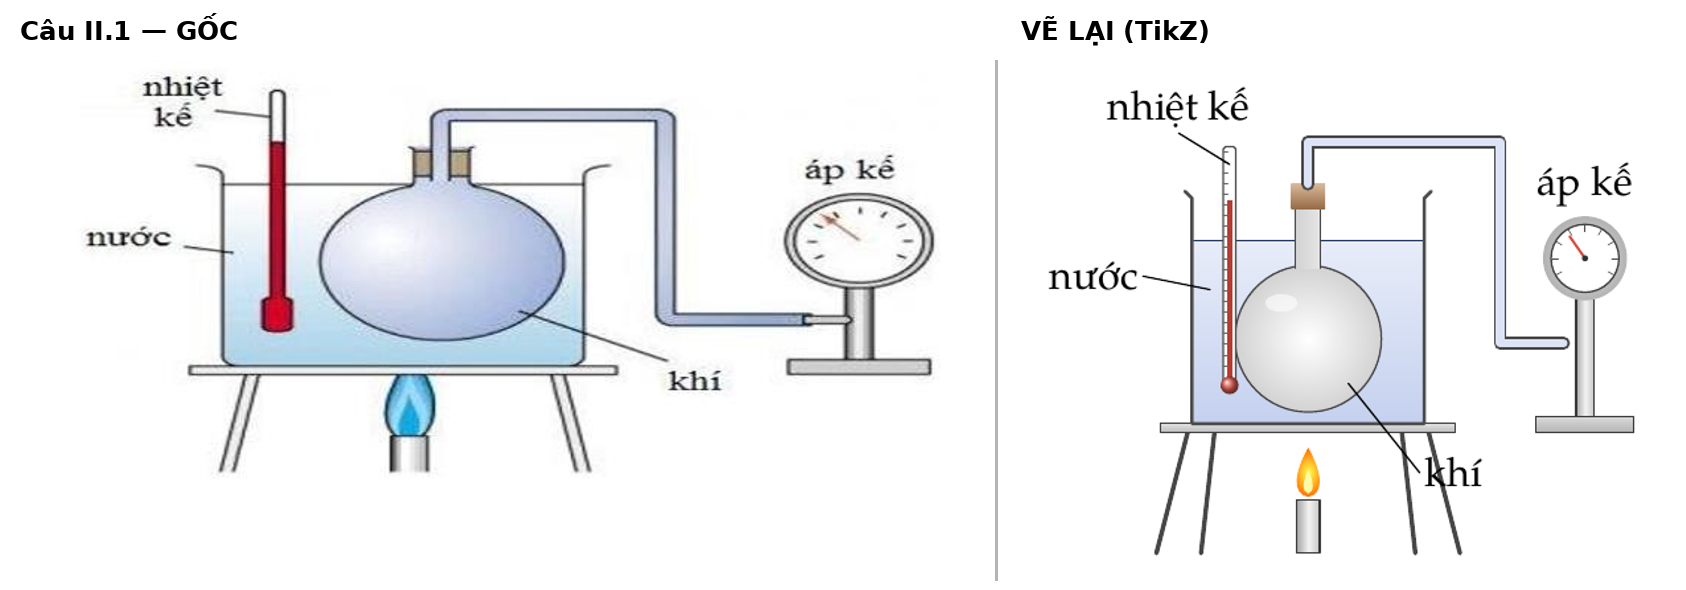 Câu II.1 — GỐC
nhiệt
kế
nước
áp kế
khí
VẼ LẠI (TikZ)
nhiệt kế
áp kế
nước
khí